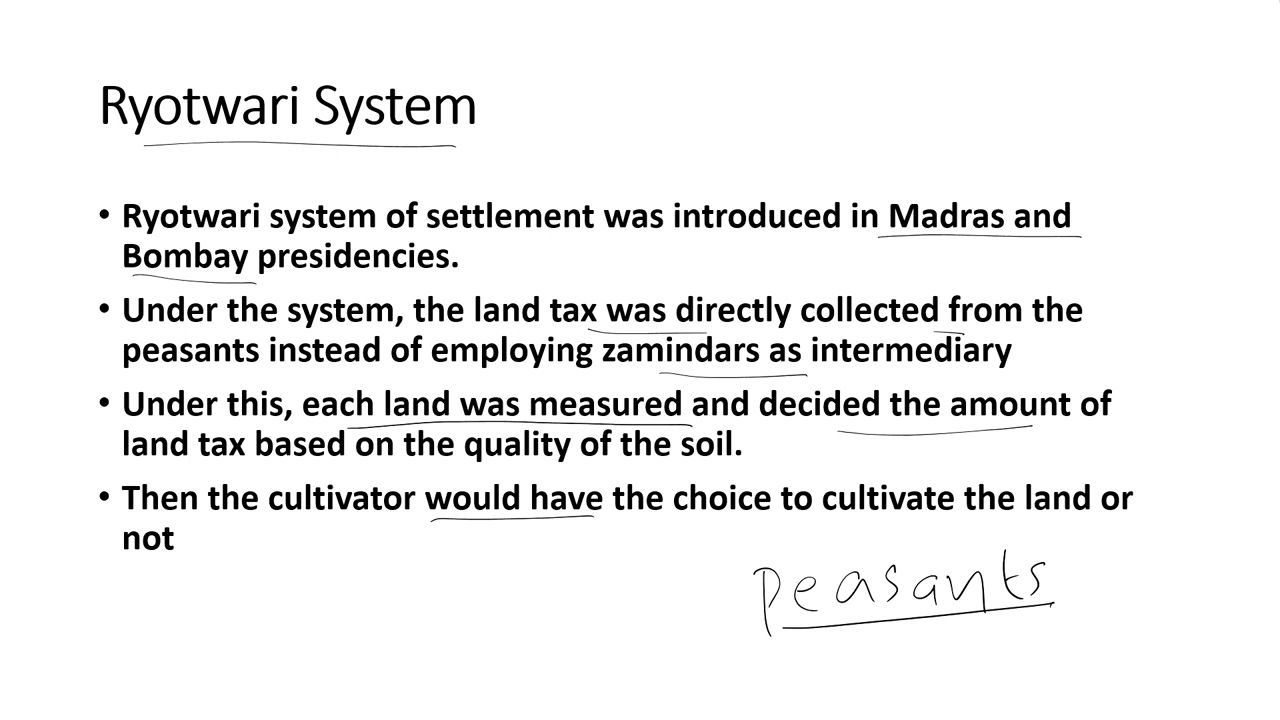 Ryotwari System
• Ryotwari system of settlement was introduced in Madras and
Bombay presidencies.
• Under the system, the land tax was directly collected from the
peasants instead of employing zamindars as intermediary
• Under this, each land was measured and decided the amount of
land tax based on the quality of the soil.
• Then the cultivator would have the choice to cultivate the land or
not
peasants